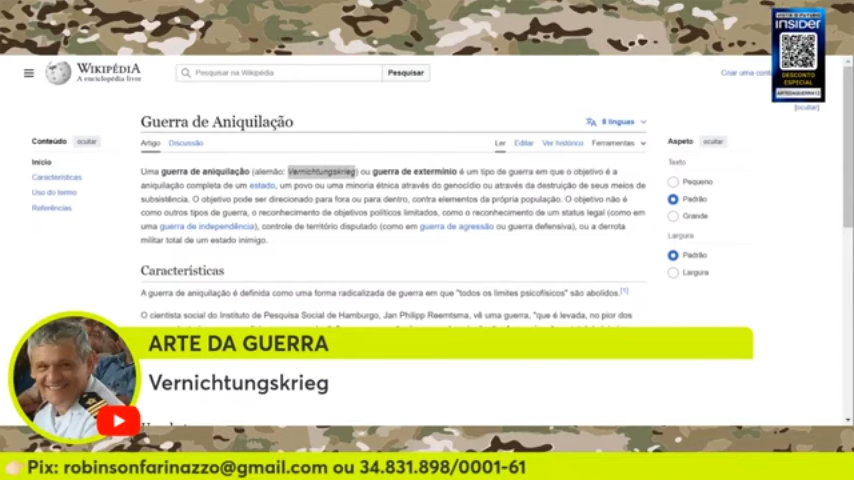 VISTA O FUTURO
insider
DESCONTO
ESPECIAL
ARTEDAGUERRA12
WIKIPÉDIA
A enciclopédia livre
Pesquisar na Wikipédia
Pesquisar
Criar uma conta
[ocultar]
Guerra de Aniquilação
8 línguas
Conteúdo ocultar
Início
Características
Uso do termo
Referências
Artigo Discussão
Ler Editar Ver histórico Ferramentas
Aspeto ocultar
Texto
Pequeno
Padrão
Grande
Largura
Padrão
Largura
Uma guerra de aniquilação (alemão: Vernichtungskrieg) ou guerra de extermínio é um tipo de guerra em que o objetivo é a
aniquilação completa de um estado, um povo ou uma minoria étnica através do genocídio ou através da destruição de seus meios de
subsistência. O objetivo pode ser direcionado para fora ou para dentro, contra elementos da própria população. O objetivo não é
como outros tipos de guerra, o reconhecimento de objetivos políticos limitados, como o reconhecimento de um status legal (como em
uma guerra de independência), controle de território disputado (como em guerra de agressão ou guerra defensiva), ou a derrota
militar total de um estado inimigo.
Características
A guerra de aniquilação é definida como uma forma radicalizada de guerra em que "todos os limites psicofísicos" são abolidos.[1]
O cientista social do Instituto de Pesquisa Social de Hamburgo, Jan Philipp Reemtsma, vê uma guerra, "que é levada, no pior dos
ARTE DA GUERRA
Vernichtungskrieg
Pix: robinsonfarinazzo@gmail.com ou 34.831.898/0001-61